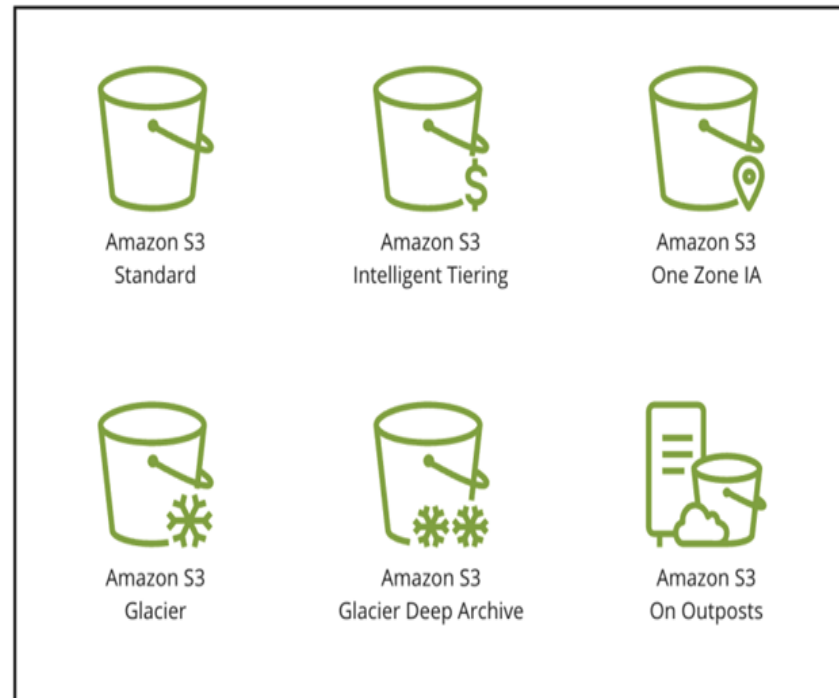 Amazon S3
Standard
Amazon S3
Intelligent Tiering
Amazon S3
One Zone IA
Amazon S3
Glacier
Amazon S3
Glacier Deep Archive
Amazon S3
On Outposts